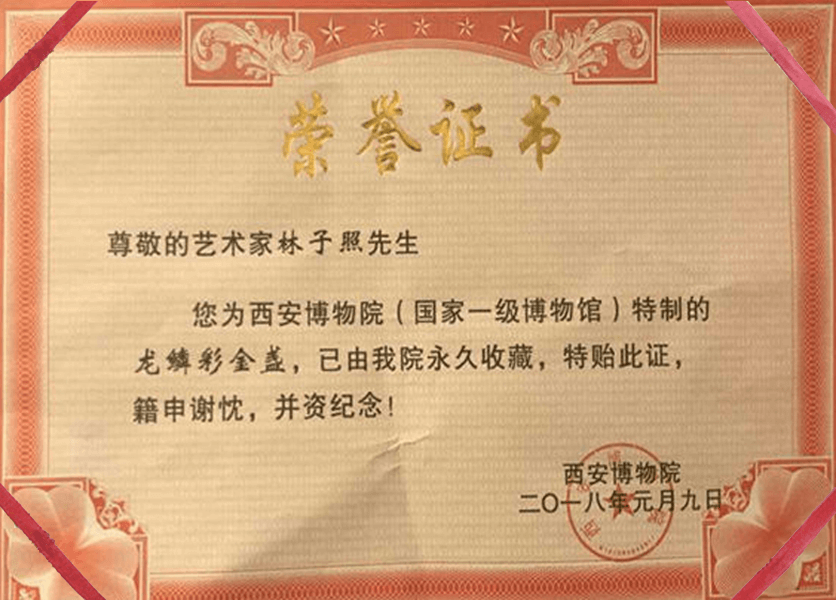 荣誉证书
尊敬的艺术家林子照先生
您为西安博物院(国家一级博物馆)特制的
龙鳞彩金盏,已由我院永久收藏,特贻此证,
籍申谢忱,并资纪念!
西安博物院
二〇一八年元月九日